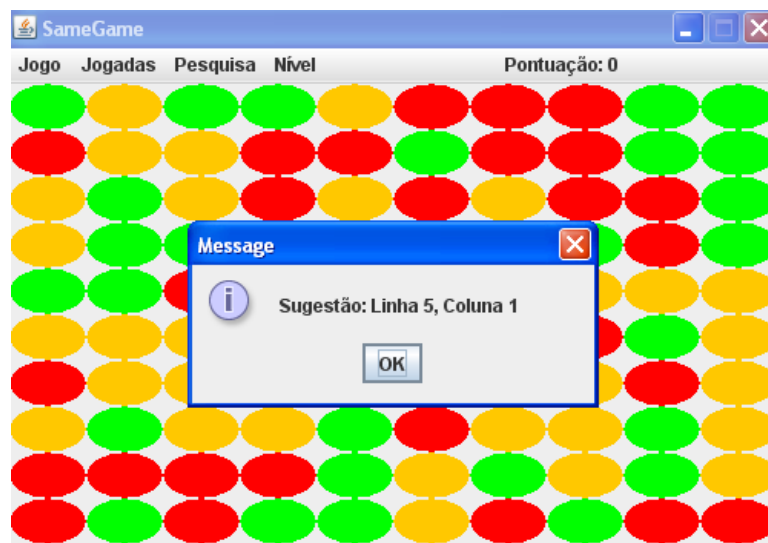 SameGame
Jogo Jogadas Pesquisa Nível Pontuação: 0
Message
Sugestão: Linha 5, Coluna 1
OK